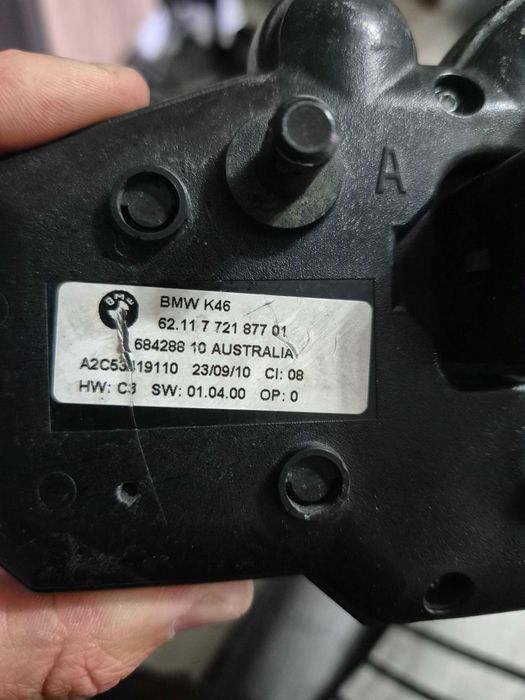 A
BMW
BMW K46
62.11 7 721 877 01
684288 10 AUSTRALIA
23/09/10 CI: 08
HW: C3 SW: 01.04.00 OP: 0